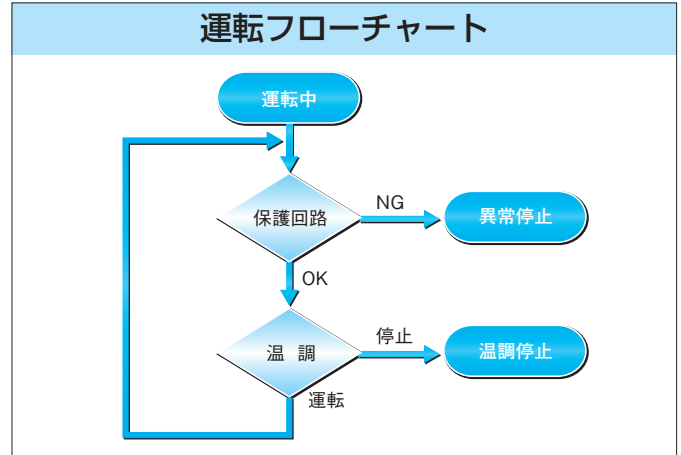 運転フローチャート
運転中
保護回路
NG
異常停止
OK
温 調
停止
温調停止
運転